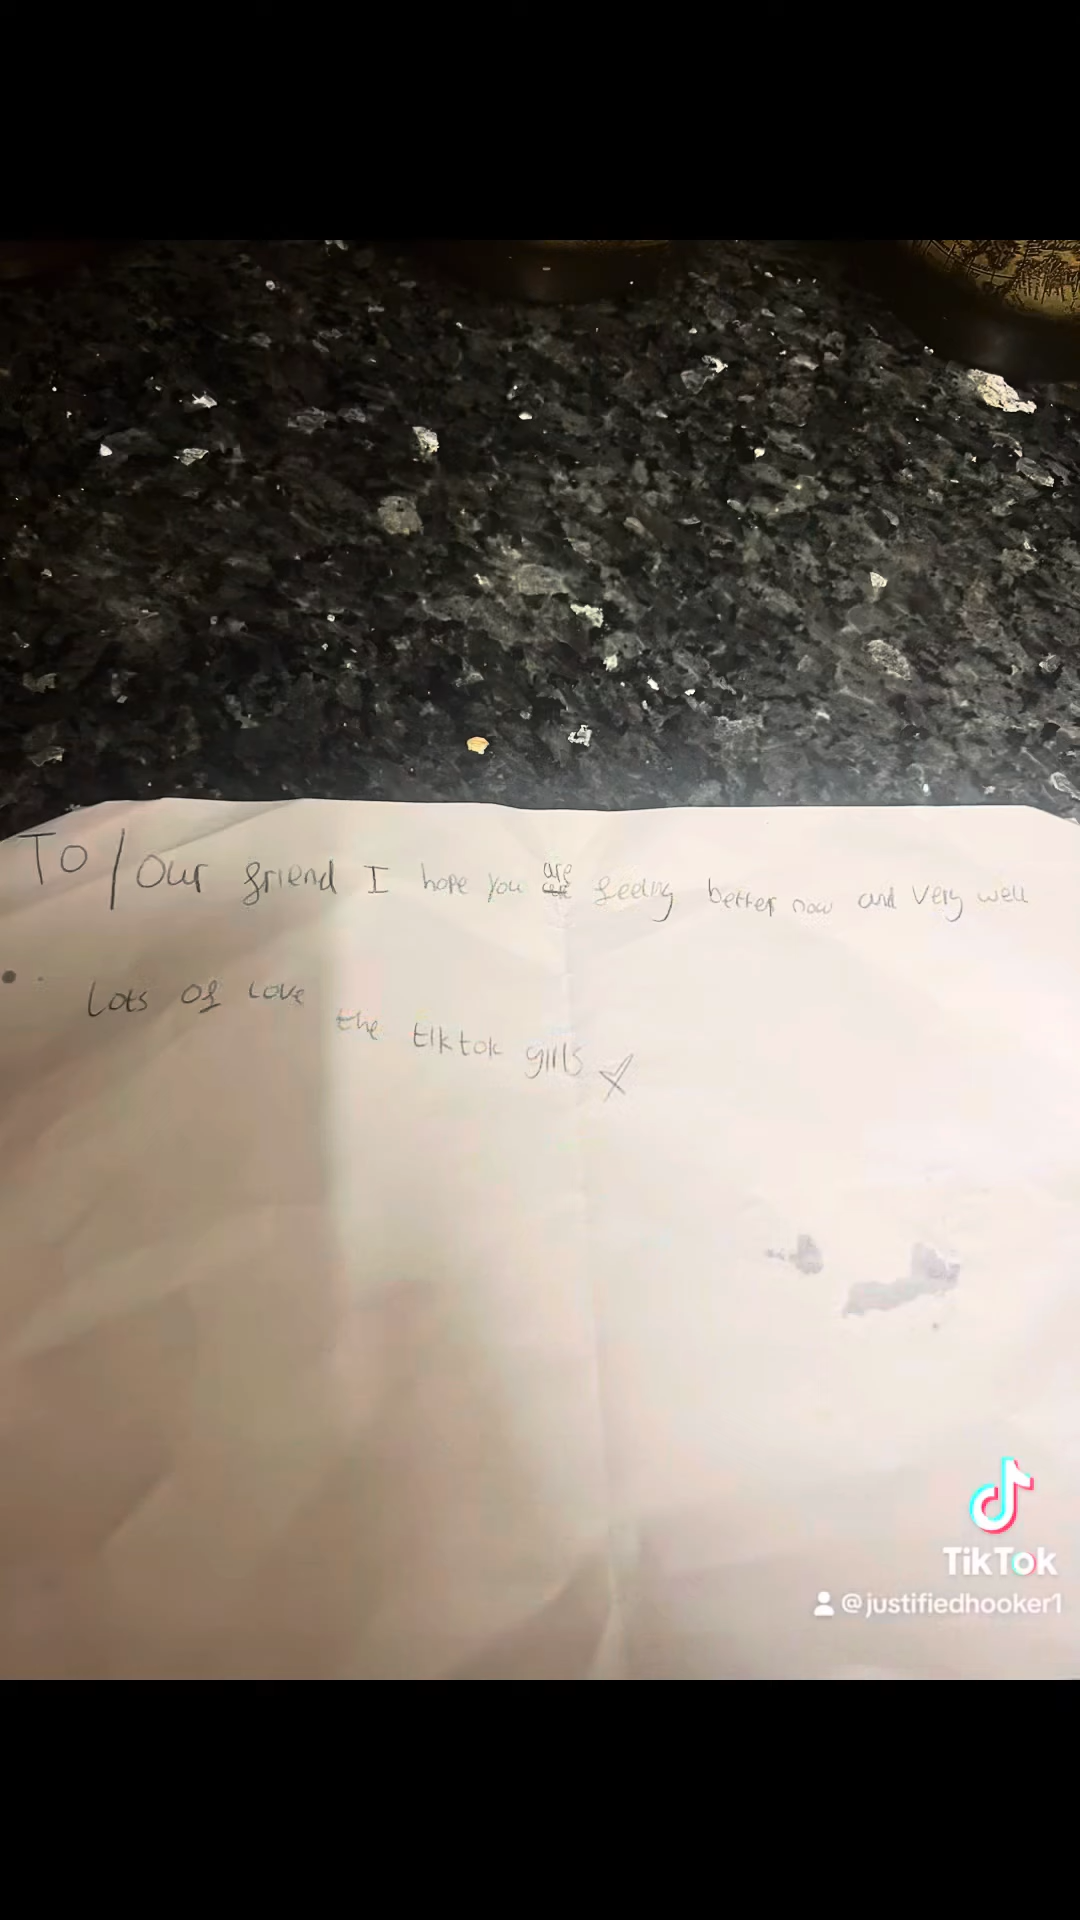 To / Our friend I hope you are feeling better now and very well
Lots of love
the tiktok girls x
TikTok
@justifiedhooker1